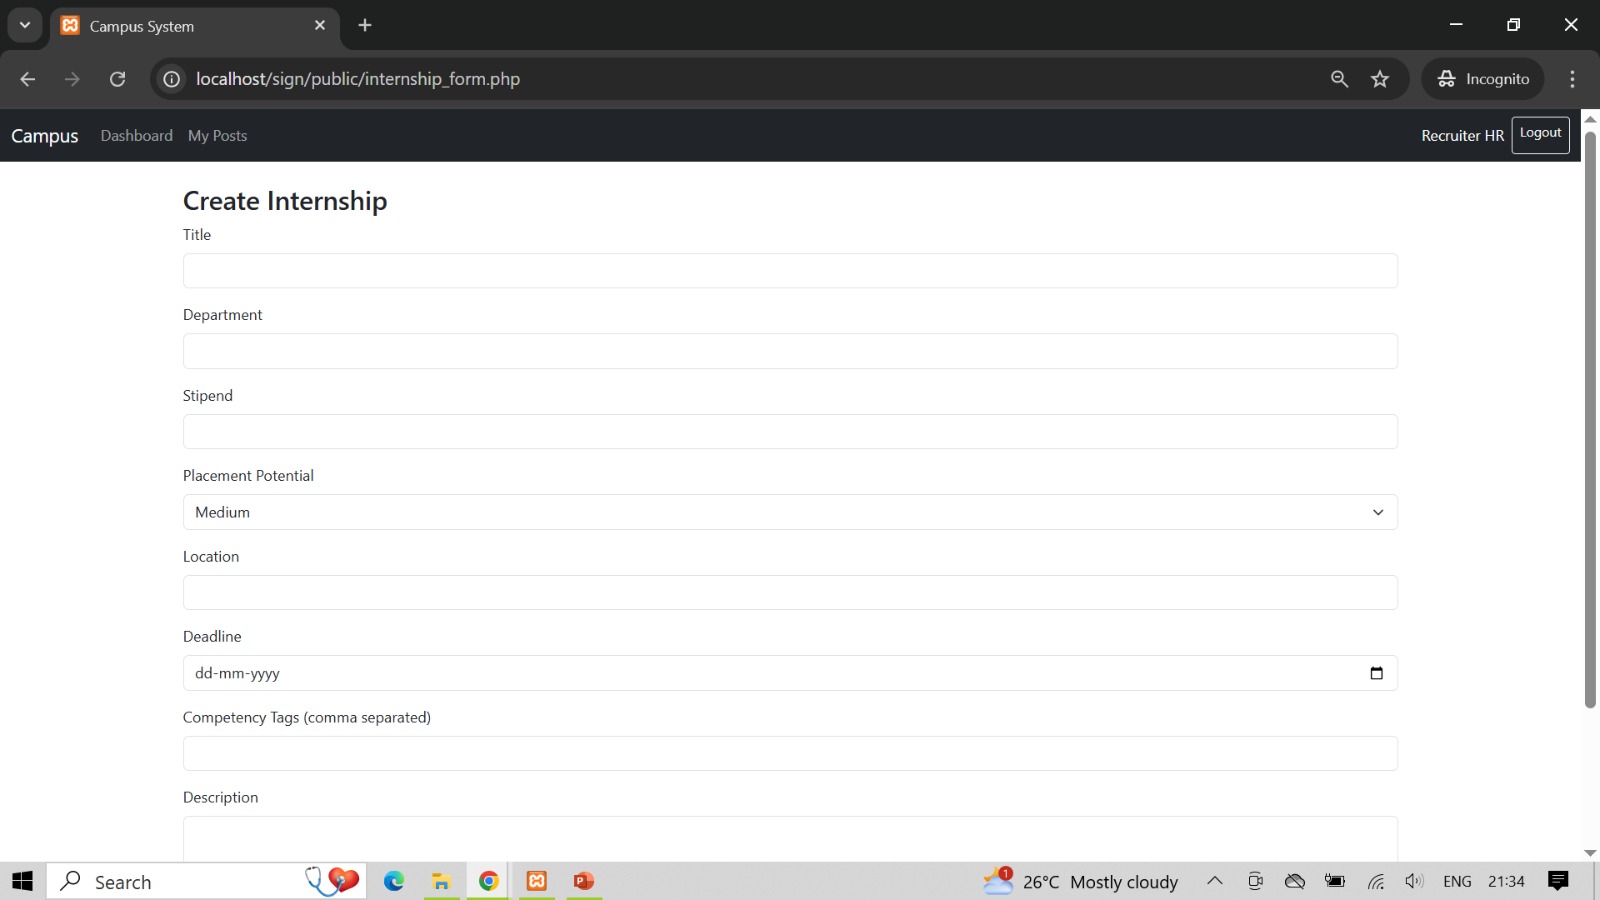 Campus System
localhost/sign/public/internship_form.php
Incognito
Campus Dashboard My Posts Recruiter HR Logout
Create Internship
Title
Department
Stipend
Placement Potential
Medium
Location
Deadline
dd-mm-yyyy
Competency Tags (comma separated)
Description
Search 1 26°C Mostly cloudy ENG 21:34